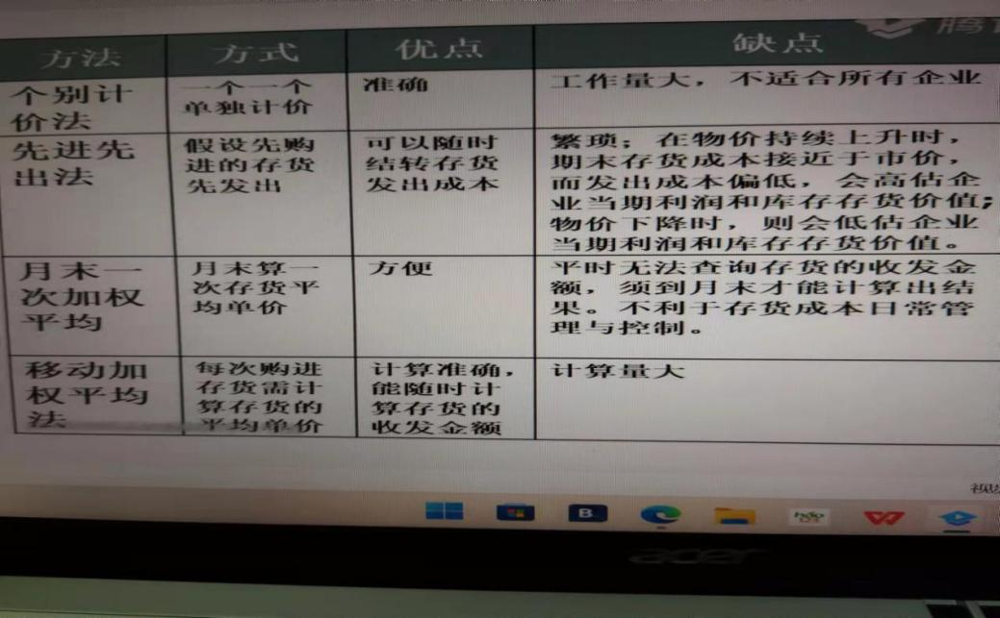 腾
方法 方式 优点 缺点
个别计
价法
一个一个
单独计价
准确
工作量大，不适合所有企业
先进先
出法
假设先购
进的存货
先发出
可以随时
结转存货
发出成本
繁琐；在物价持续上升时，
期末存货成本接近于市价，
而发出成本偏低，会高估企
业当期利润和库存存货价值；
物价下降时，则会低估企业
当期利润和库存存货价值。
月末一
次加权
平均
月末算一
次存货平
均单价
方便
平时无法查询存货的收发金
额，须到月末才能计算出结
果。不利于存货成本日常管
理与控制。
移动加
权平均
法
每次购进
存货需计
算存货的
平均单价
计算准确，
能随时计
算存货的
收发金额
计算量大
B
hao
123
acer